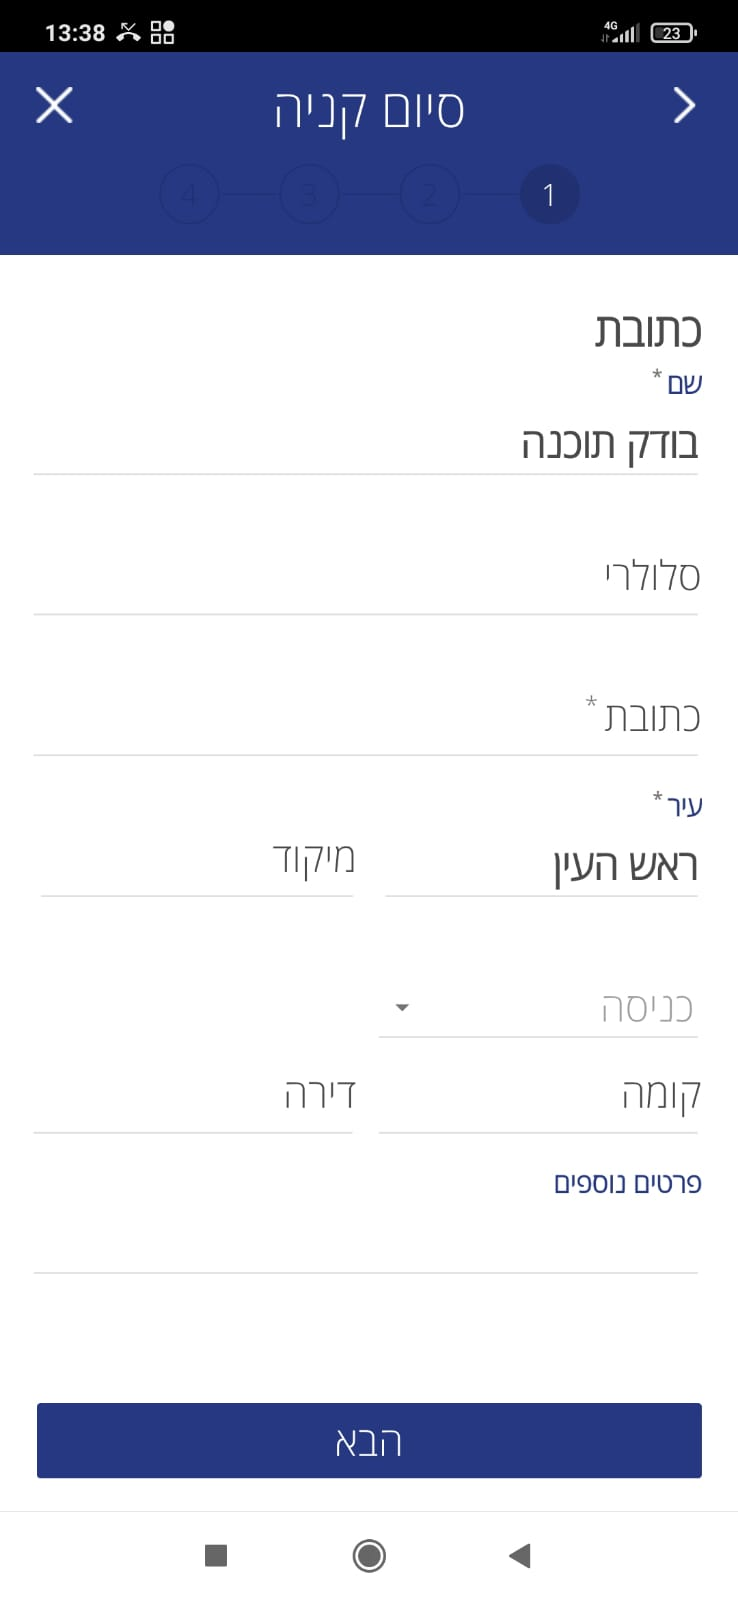 13:38 4G 23
סיום קניה
1 2 3 4
כתובת
שם *
בודק תוכנה
סלולרי
כתובת *
עיר *
ראש העין מיקוד
כניסה
קומה דירה
פרטים נוספים
הבא